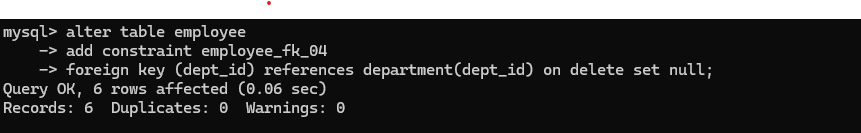 mysql> alter table employee
    -> add constraint employee_fk_04
    -> foreign key (dept_id) references department(dept_id) on delete set null;
Query OK, 6 rows affected (0.06 sec)
Records: 6  Duplicates: 0  Warnings: 0